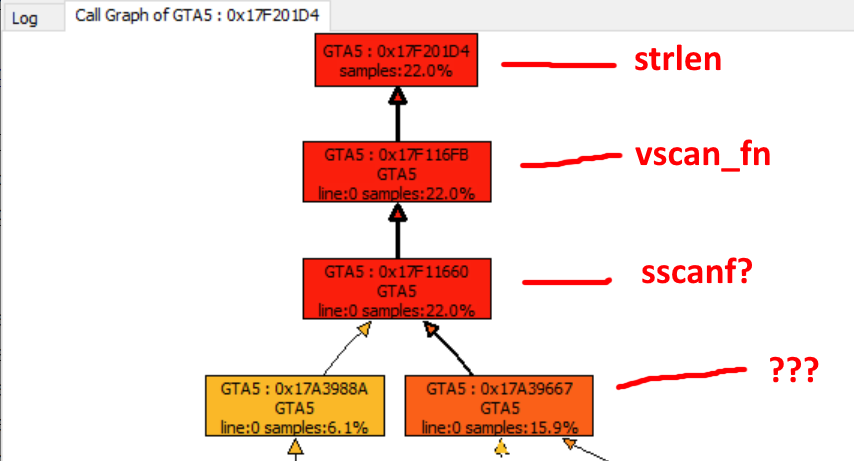 Log
Call Graph of GTA5 : 0x17F201D4
GTA5 : 0x17F201D4
samples:22.0%
strlen
GTA5 : 0x17F116FB
GTA5
line:0 samples:22.0%
vscan_fn
GTA5 : 0x17F11660
GTA5
line:0 samples:22.0%
sscanf?
GTA5 : 0x17A3988A
GTA5
line:0 samples:6.1%
GTA5 : 0x17A39667
GTA5
line:0 samples:15.9%
???